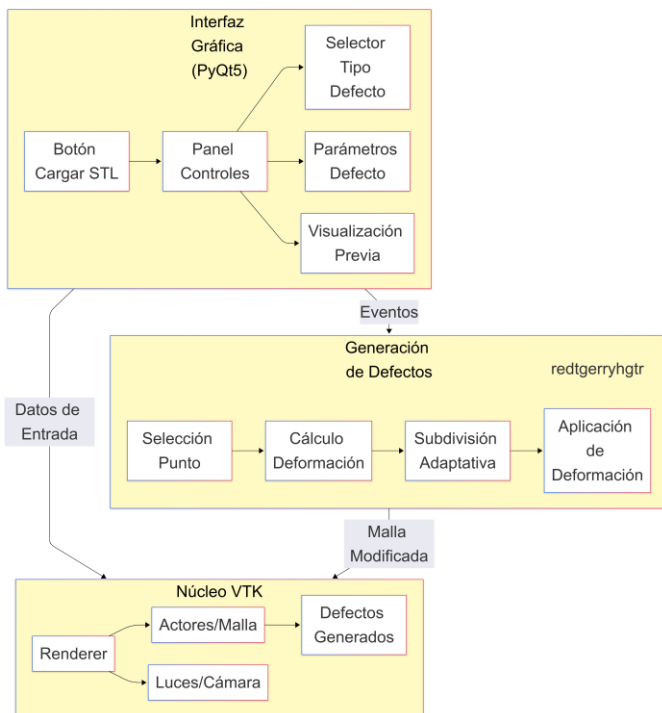 Interfaz
Gráfica
(PyQt5)
Selector
Tipo
Defecto
Botón
Cargar STL
Panel
Controles
Parámetros
Defecto
Visualización
Previa
Eventos
Generación
de Defectos
redtgerryhgtr
Datos de
Entrada
Selección
Punto
Cálculo
Deformación
Subdivisión
Adaptativa
Aplicación
de
Deformación
Malla
Modificada
Núcleo VTK
Renderer
Actores/Malla
Defectos
Generados
Luces/Cámara